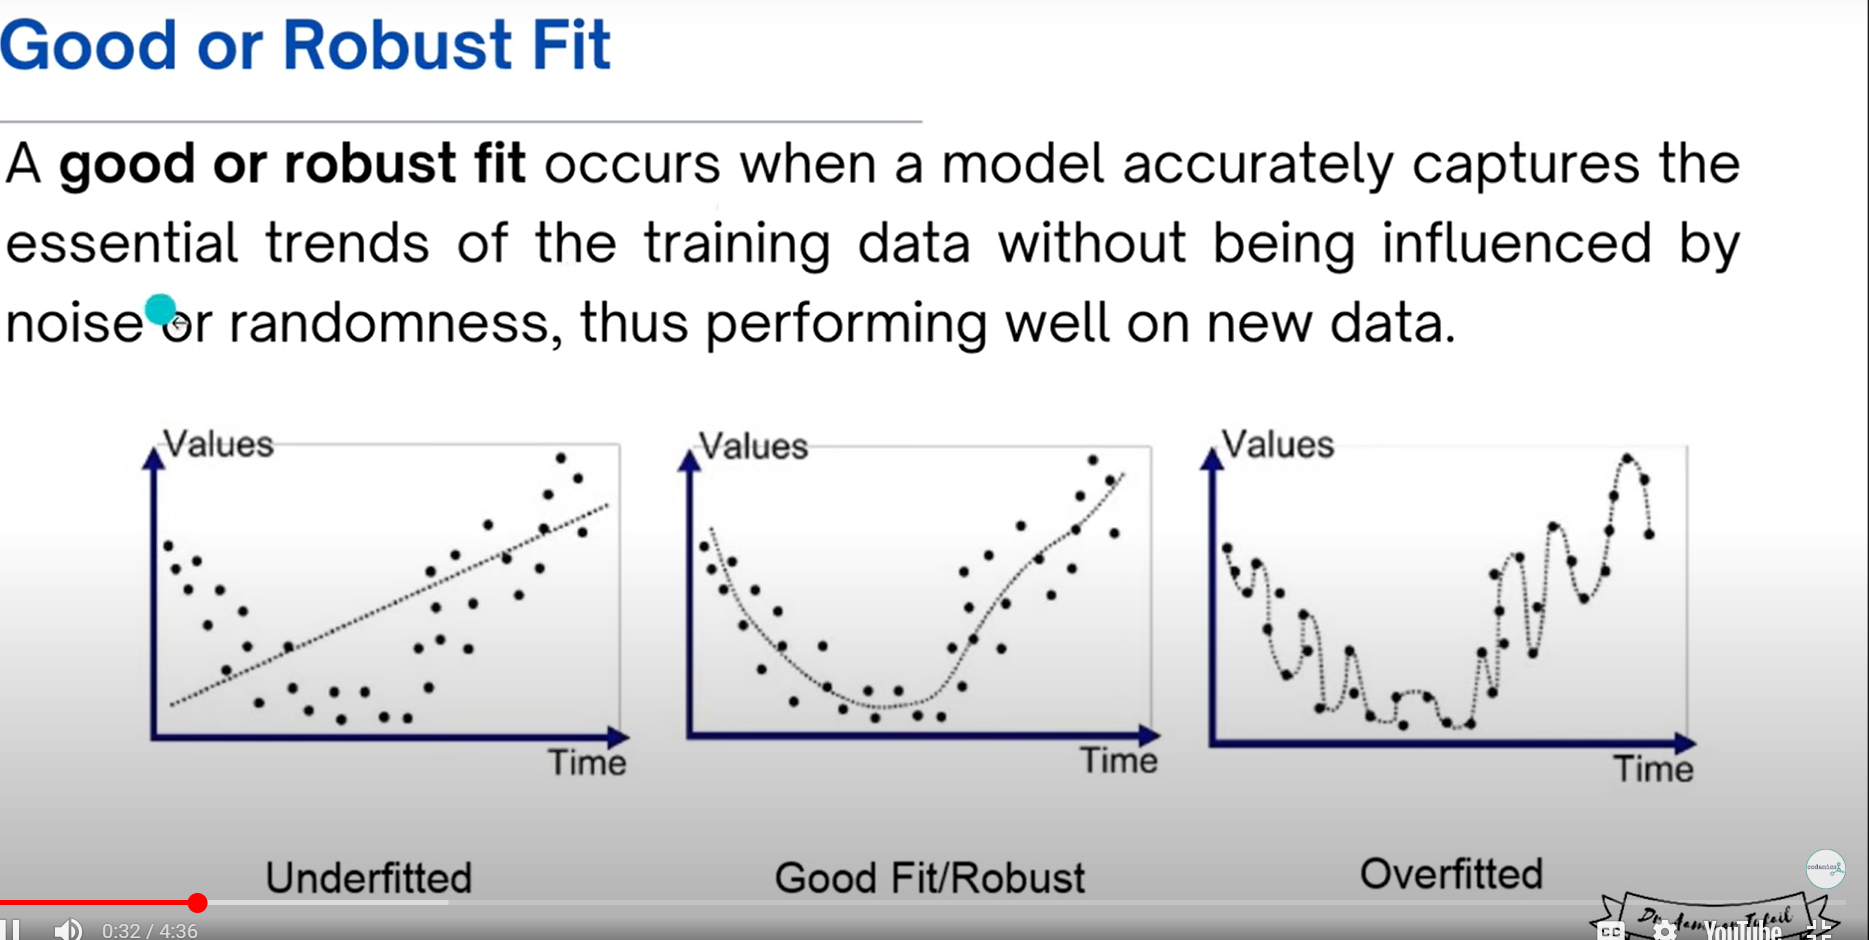 Good or Robust Fit
A good or robust fit occurs when a model accurately captures the
essential trends of the training data without being influenced by
noise or randomness, thus performing well on new data.
Values
Time
Underfitted
Values
Time
Good Fit/Robust
Values
Time
Overfitted
codanics
0:32 / 4:36
CC
YouTube